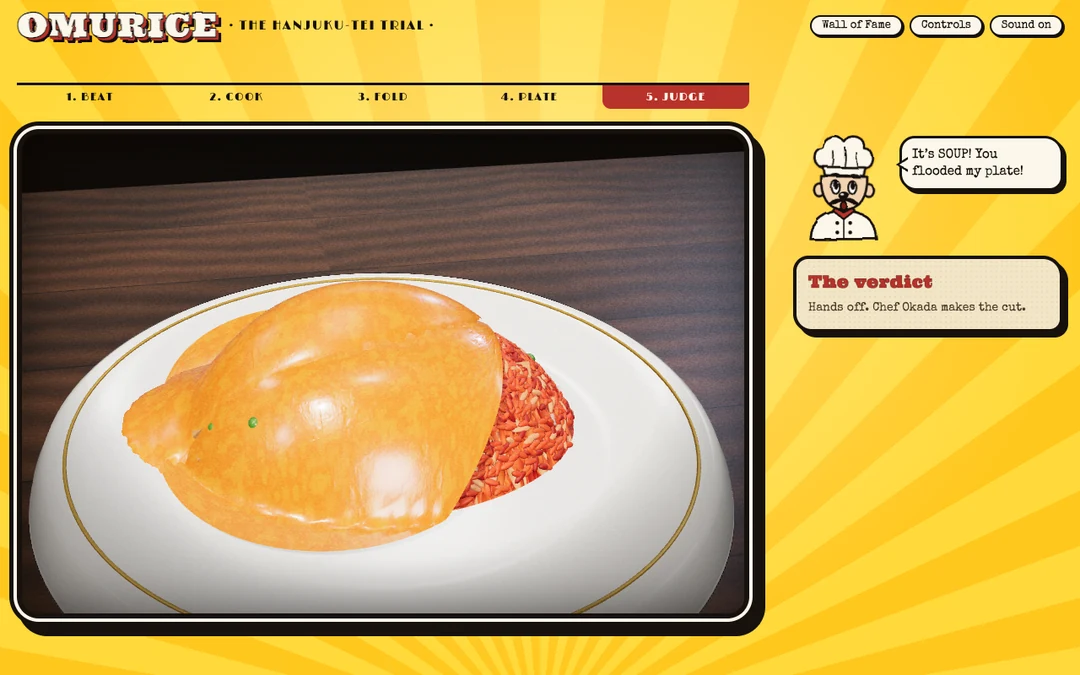 OMURICE
· THE HANJUKU-TEI TRIAL ·
Wall of Fame
Controls
Sound on
1. BEAT
2. COOK
3. FOLD
4. PLATE
5. JUDGE
It's SOUP! You
flooded my plate!
The verdict
Hands off. Chef Okada makes the cut.